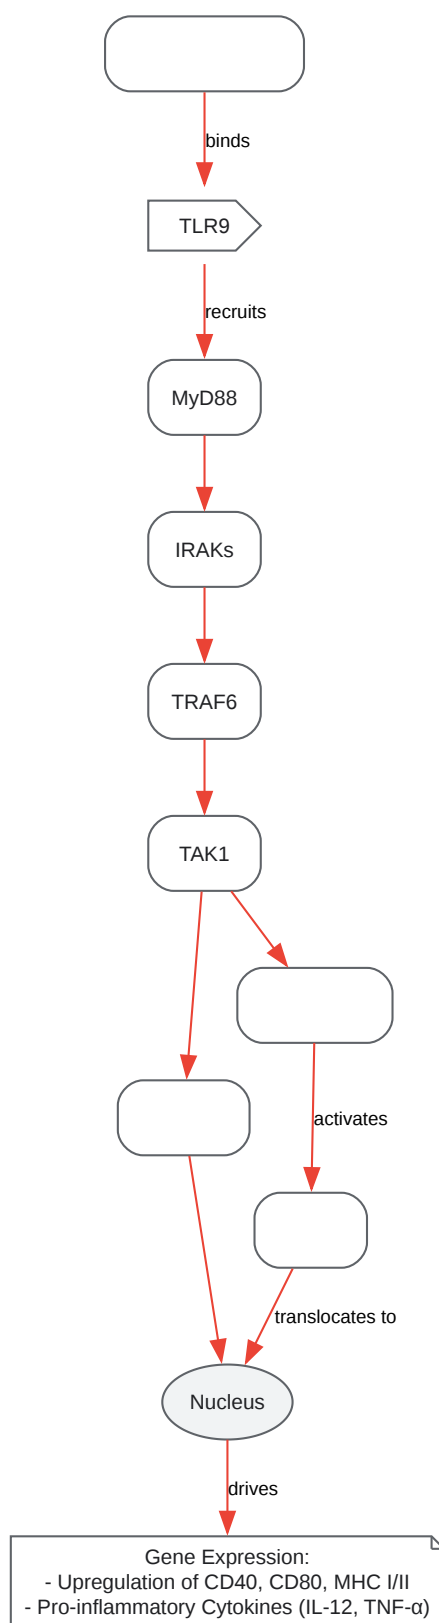 binds
TLR9
recruits
MyD88
IRAKs
TRAF6
TAK1
activates
translocates to
Nucleus
drives
Gene Expression:
- Upregulation of CD40, CD80, MHC I/II
- Pro-inflammatory Cytokines (IL-12, TNF-α)